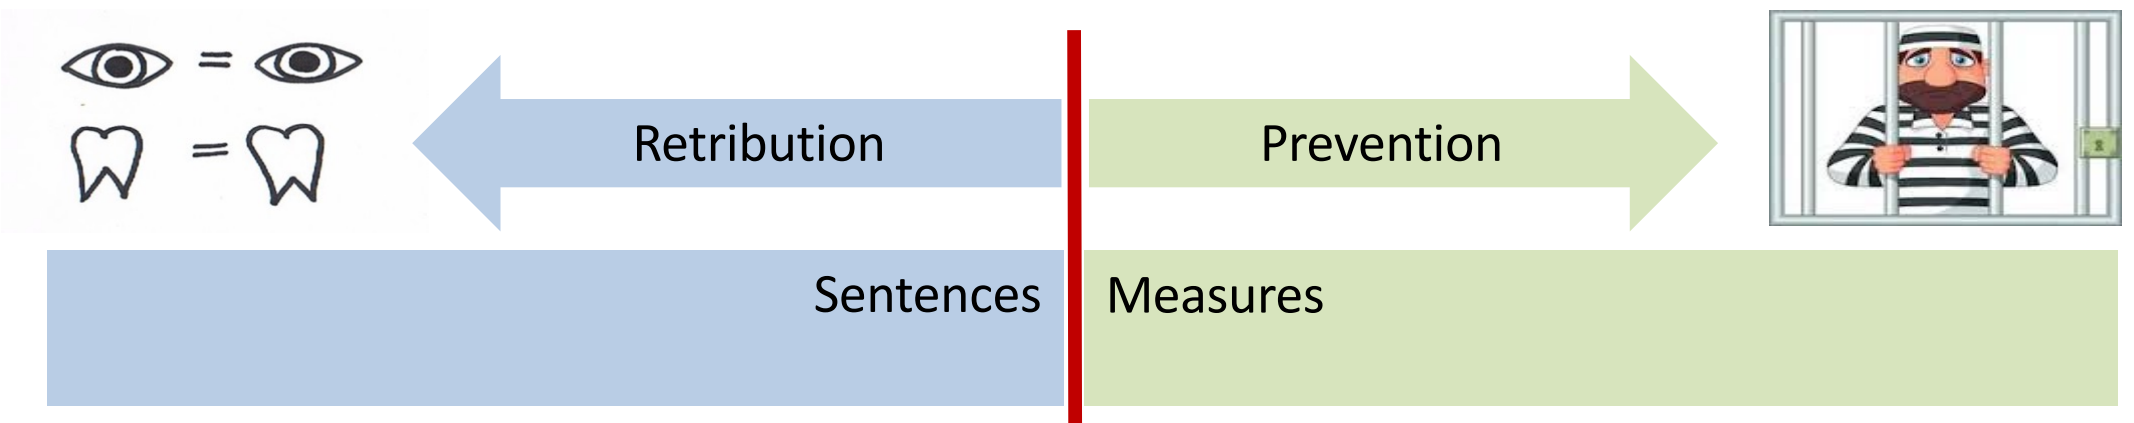 =
=
Retribution
Prevention
Sentences
Measures